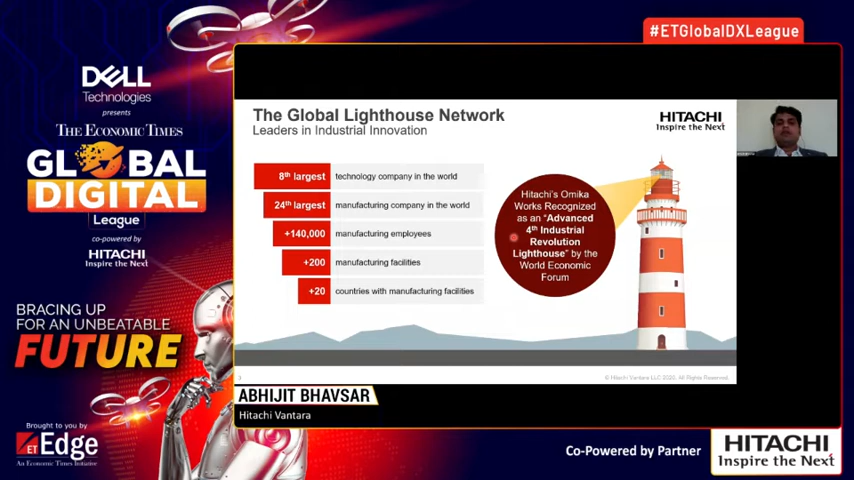 #ETGlobalDXLeague
DELL
Technologies
presents
THE ECONOMIC TIMES
GLOBAL
DIGITAL
League
co-powered by
HITACHI
Inspire the Next
BRACING UP
FOR AN UNBEATABLE
FUTURE
Brought to you by
ET Edge
An Economic Times Initiative
The Global Lighthouse Network
Leaders in Industrial Innovation
HITACHI
Inspire the Next
8th largest technology company in the world
24th largest manufacturing company in the world
+140,000 manufacturing employees
+200 manufacturing facilities
+20 countries with manufacturing facilities
Hitachi's Omika
Works Recognized
as an "Advanced
4th Industrial
Revolution
Lighthouse" by the
World Economic
Forum
3
© Hitachi Vantara LLC 2020. All Rights Reserved.
ABHIJIT BHAVSAR
Hitachi Vantara
Co-Powered by Partner
HITACHI
Inspire the Next